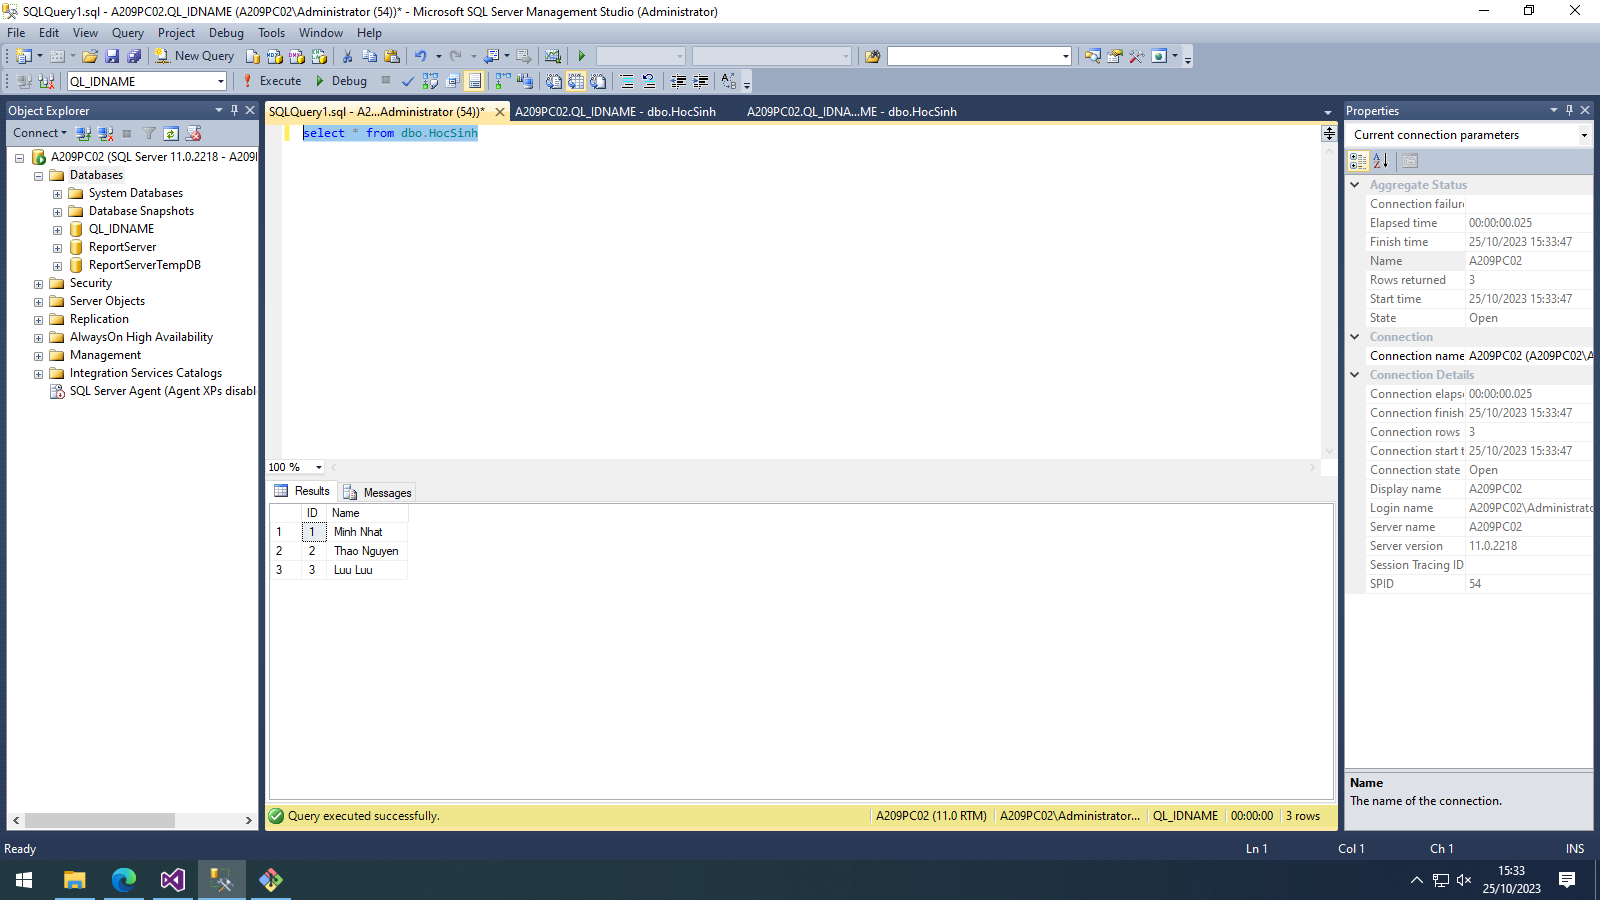 SQLQuery1.sql - A209PC02.QL_IDNAME (A209PC02\Administrator (54))* - Microsoft SQL Server Management Studio (Administrator)
File Edit View Query Project Debug Tools Window Help
New Query
QL_IDNAME Execute Debug
Object Explorer
Connect
A209PC02 (SQL Server 11.0.2218 - A209
Databases
System Databases
Database Snapshots
QL_IDNAME
ReportServer
ReportServerTempDB
Security
Server Objects
Replication
AlwaysOn High Availability
Management
Integration Services Catalogs
SQL Server Agent (Agent XPs disabl
SQLQuery1.sql - A2...Administrator (54))* A209PC02.QL_IDNAME - dbo.HocSinh A209PC02.QL_IDNA...ME - dbo.HocSinh
select * from dbo.HocSinh
100 %
Results Messages
ID Name
1 1 Minh Nhat
2 2 Thao Nguyen
3 3 Luu Luu
Query executed successfully. A209PC02 (11.0 RTM) A209PC02\Administrator... QL_IDNAME 00:00:00 3 rows
Properties
Current connection parameters
Aggregate Status
Connection failure
Elapsed time 00:00:00.025
Finish time 25/10/2023 15:33:47
Name A209PC02
Rows returned 3
Start time 25/10/2023 15:33:47
State Open
Connection
Connection name A209PC02 (A209PC02\A
Connection Details
Connection elapse 00:00:00.025
Connection finish 25/10/2023 15:33:47
Connection rows 3
Connection start t 25/10/2023 15:33:47
Connection state Open
Display name A209PC02
Login name A209PC02\Administrato
Server name A209PC02
Server version 11.0.2218
Session Tracing ID
SPID 54
Name
The name of the connection.
Ready Ln 1 Col 1 Ch 1 INS
15:33
25/10/2023